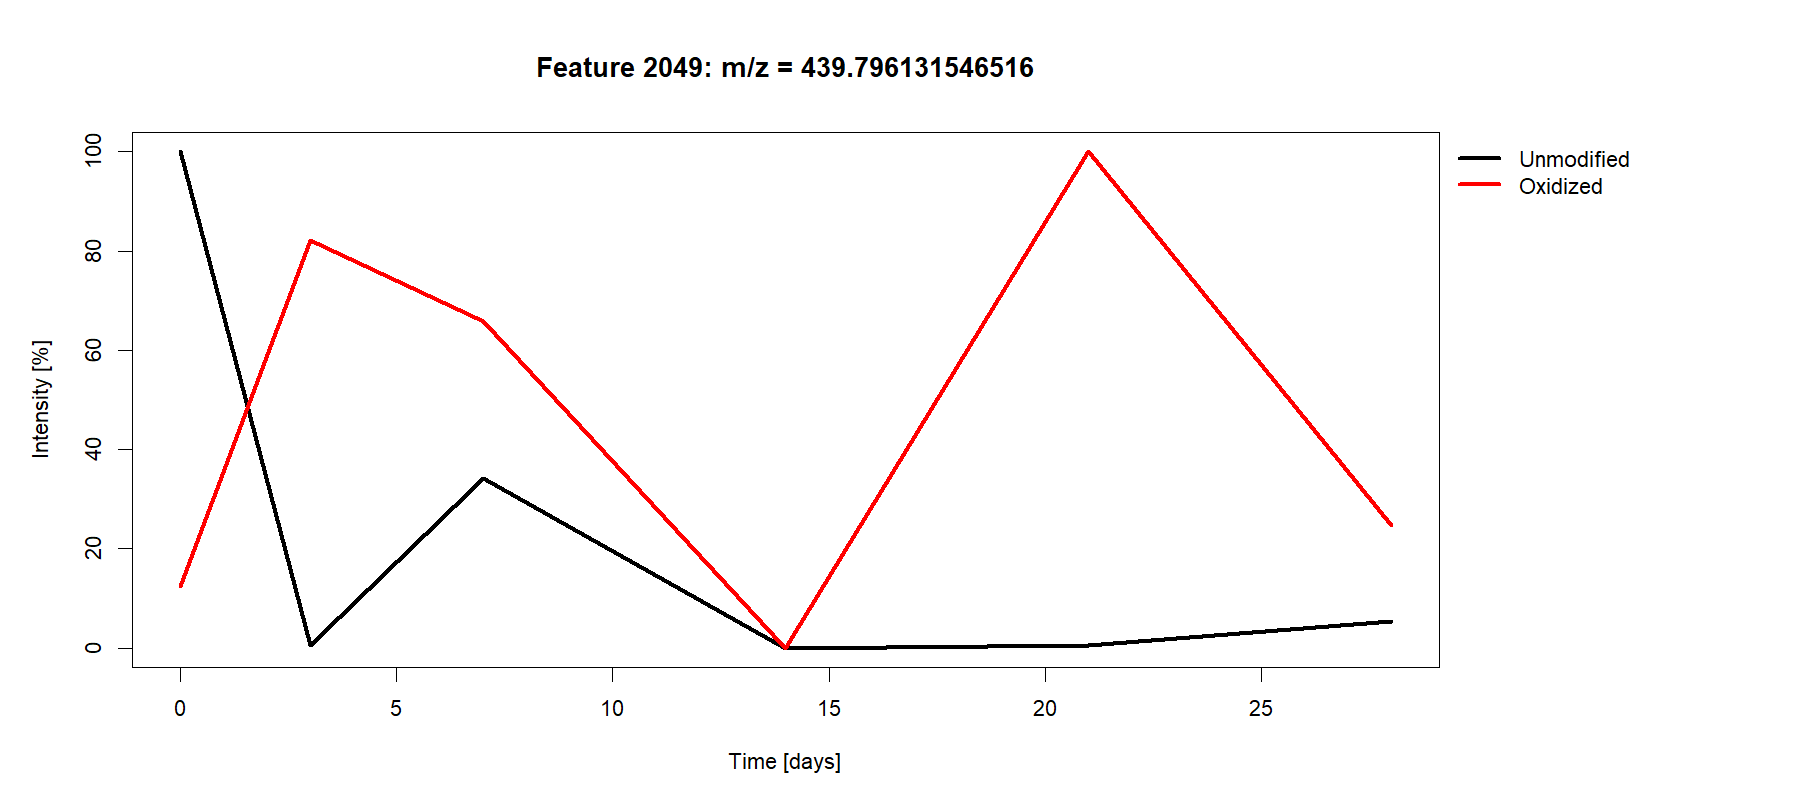 Feature 2049: m/z = 439.796131546516
100
80
60
40
20
0
Intensity [%]
Unmodified
Oxidized
0 5 10 15 20 25
Time [days]